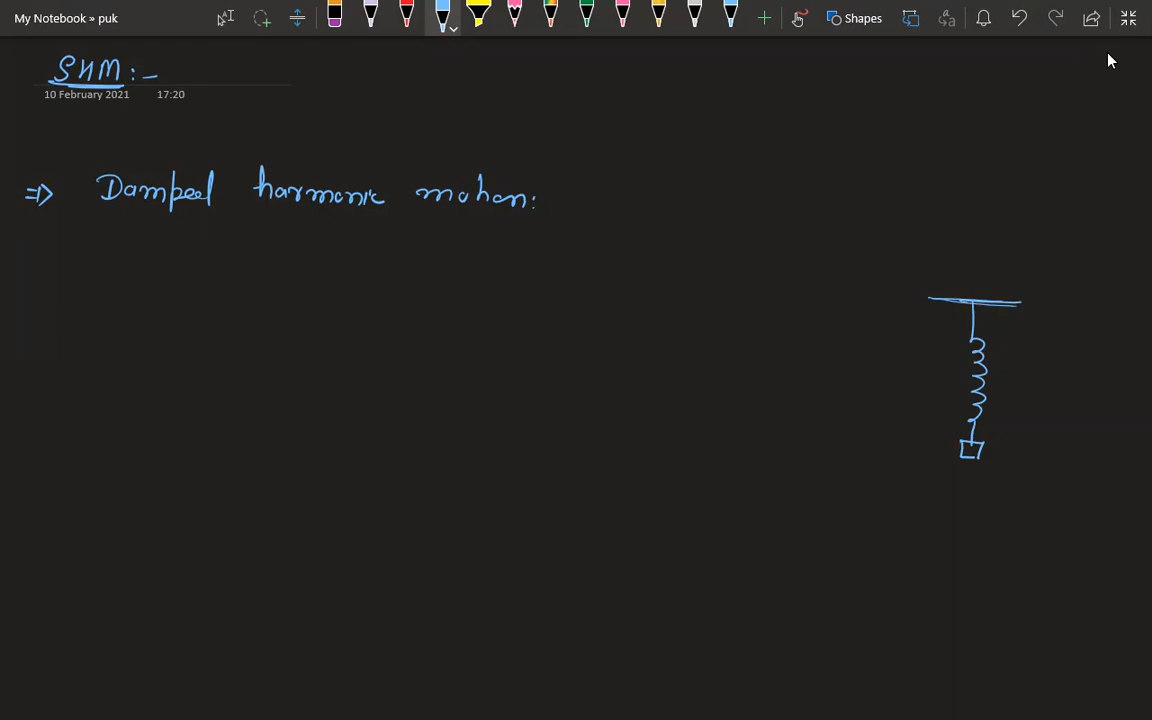 My Notebook » puk
Shapes
SHM :-
10 February 2021 17:20
⇒ Damped harmonic motion: